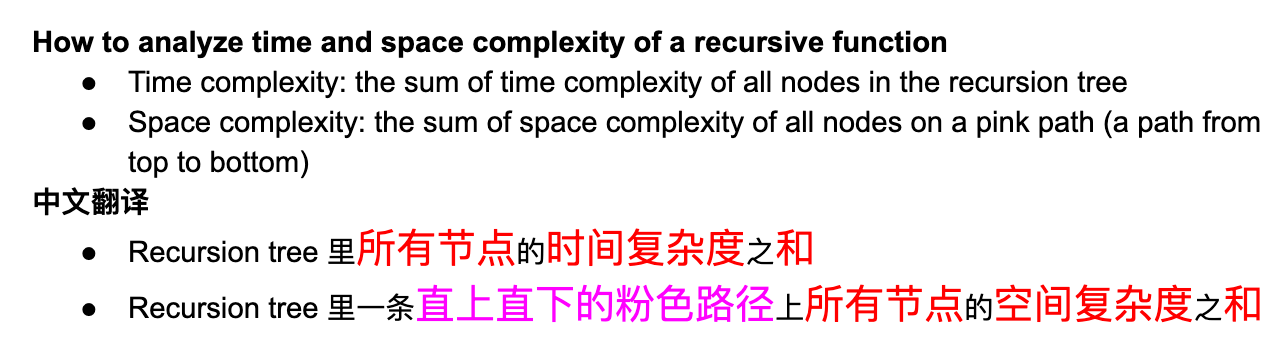 How to analyze time and space complexity of a recursive function
● Time complexity: the sum of time complexity of all nodes in the recursion tree
● Space complexity: the sum of space complexity of all nodes on a pink path (a path from
top to bottom)
中文翻译
● Recursion tree 里所有节点的时间复杂度之和
● Recursion tree 里一条直上直下的粉色路径上所有节点的空间复杂度之和